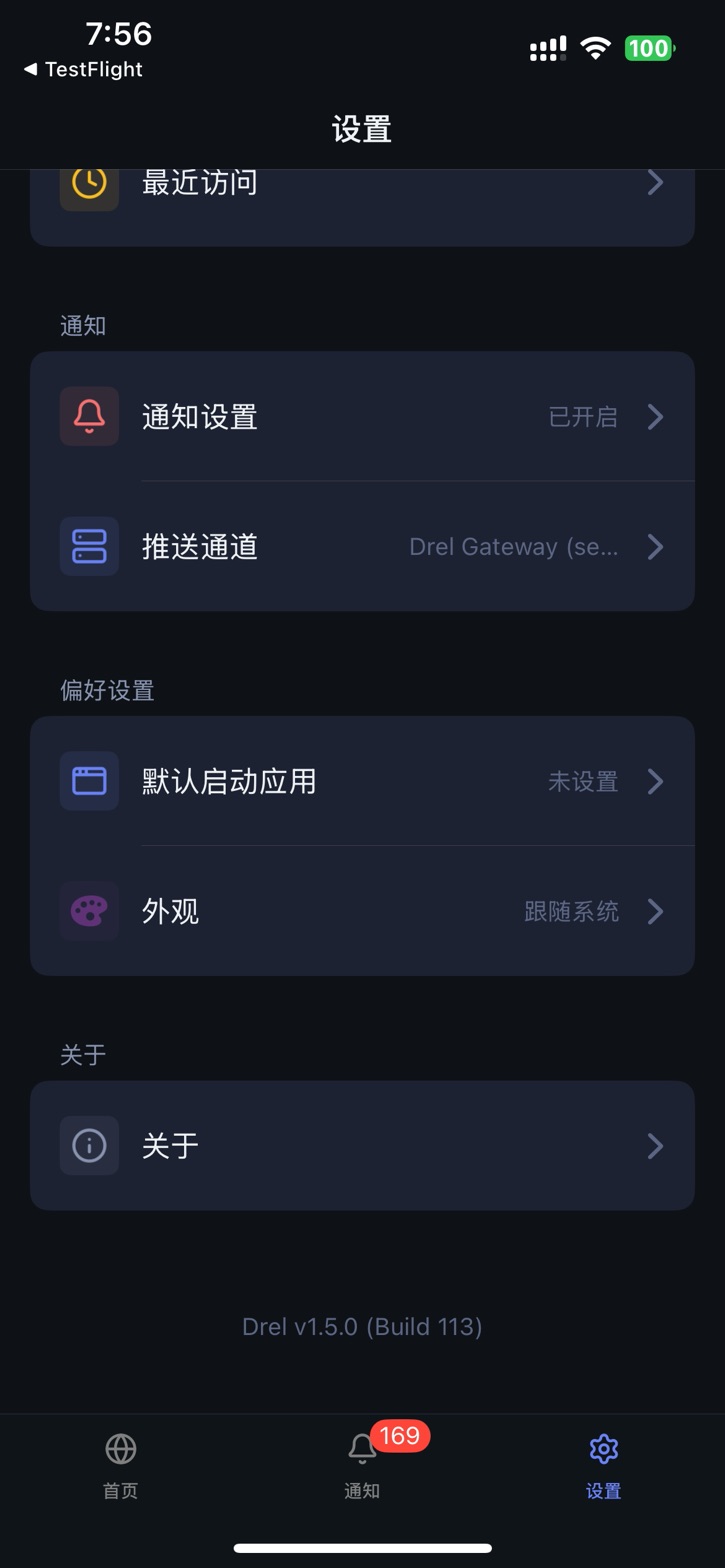 7:56
100
◀ TestFlight
设置
最近访问
通知
通知设置 已开启
推送通道 Drel Gateway (se...
偏好设置
默认启动应用 未设置
外观 跟随系统
关于
关于
Drel v1.5.0 (Build 113)
169
首页 通知 设置